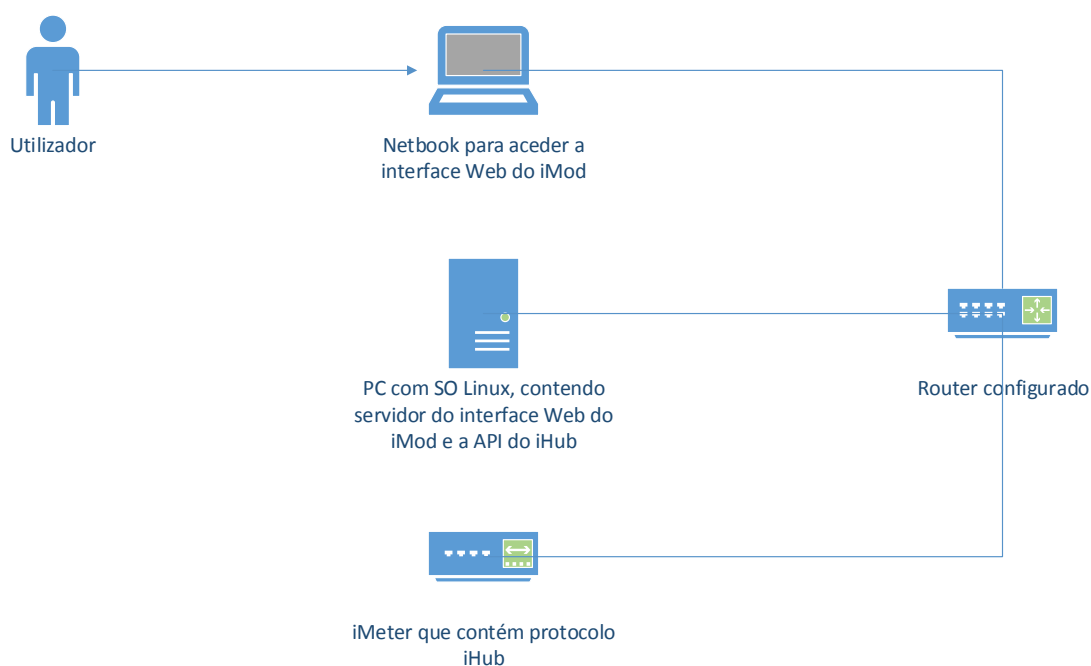 Utilizador
Netbook para aceder a
interface Web do iMod
PC com SO Linux, contendo
servidor do interface Web do
iMod e a API do iHub
Router configurado
iMeter que contém protocolo
iHub